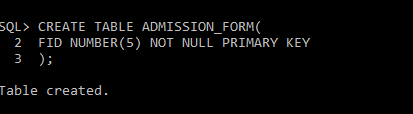 SQL> CREATE TABLE ADMISSION_FORM(
2 FID NUMBER(5) NOT NULL PRIMARY KEY
3 );
Table created.